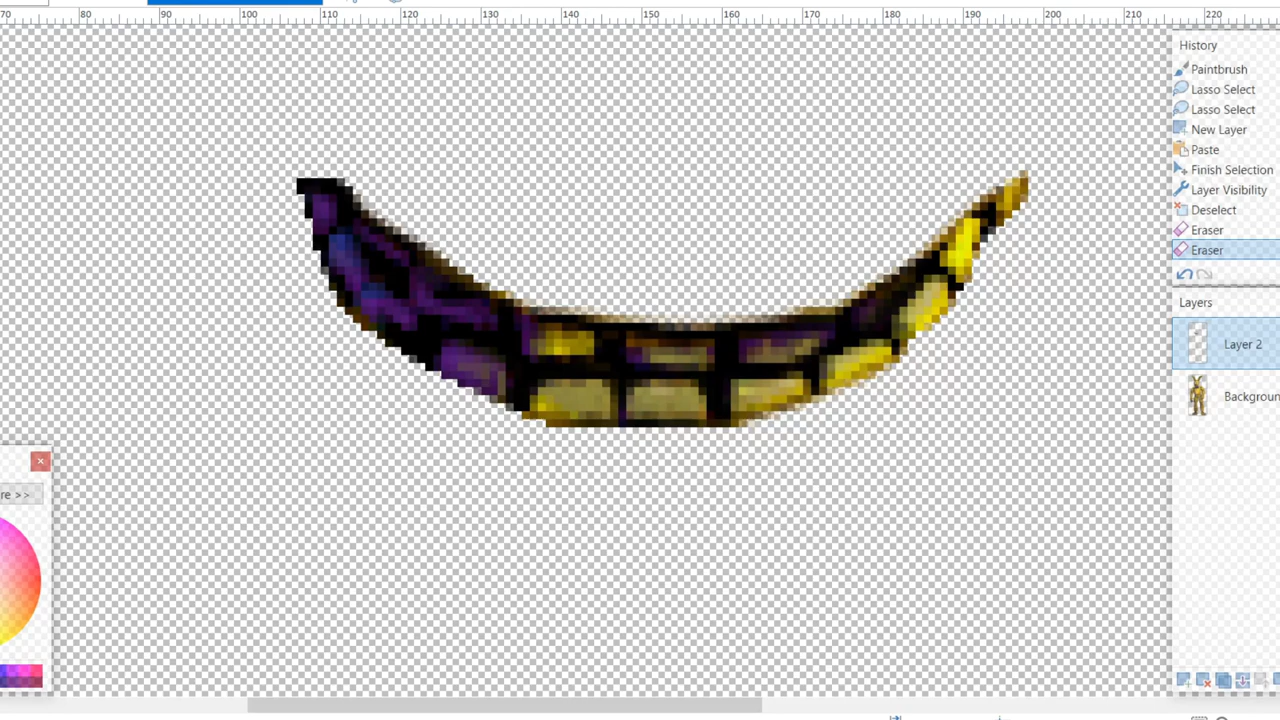 70 80 90 100 110 120 130 140 150 160 170 180 190 200 210 220
History
Paintbrush
Lasso Select
Lasso Select
New Layer
Paste
Finish Selection
Layer Visibility
Deselect
Eraser
Eraser
Layers
Layer 2
Backgroun
re >>